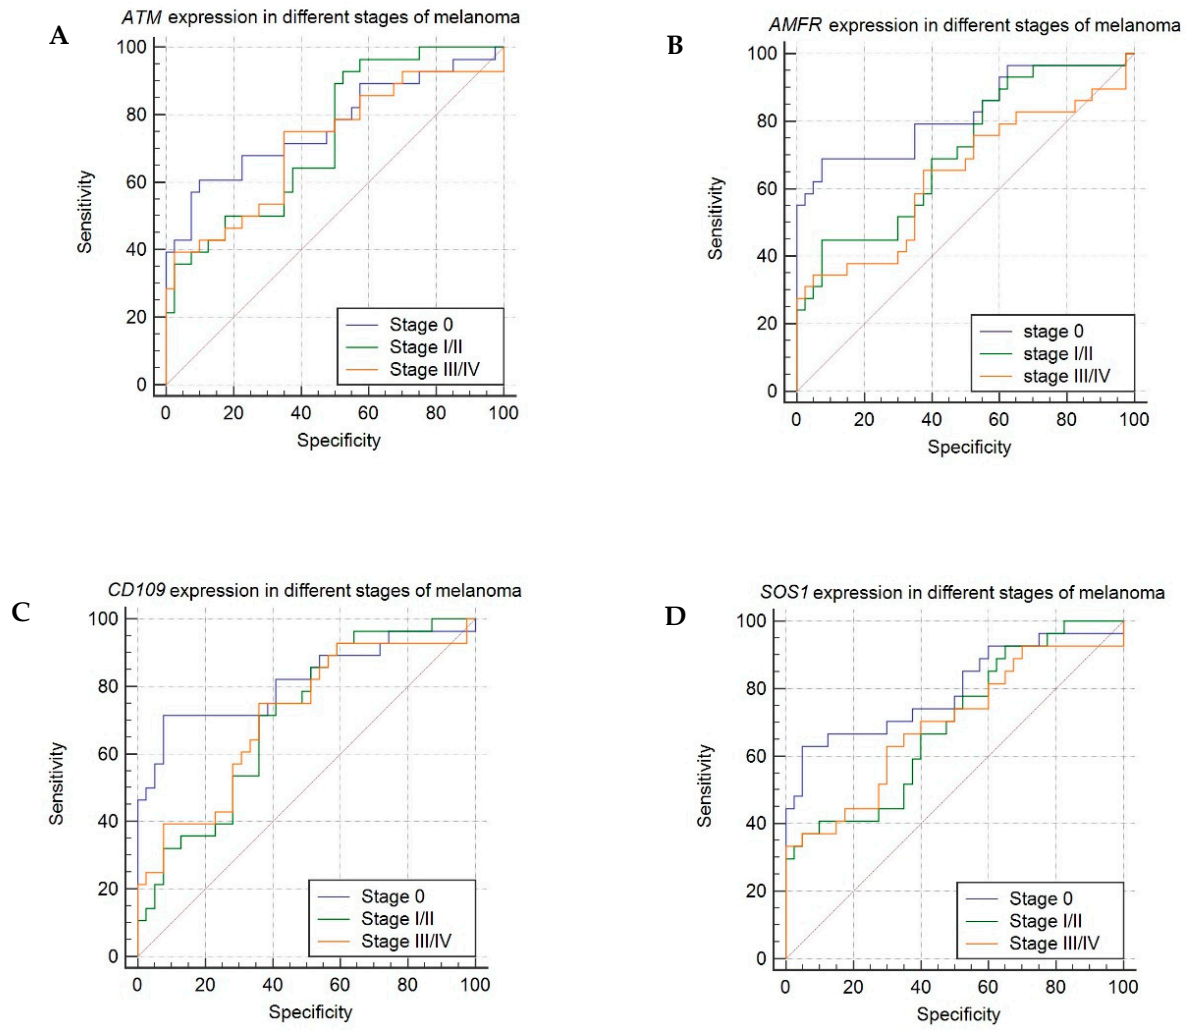 A
ATM expression in different stages of melanoma
100
80
60
40
20
0
Sensitivity
Stage 0
Stage I/II
Stage III/IV
0 20 40 60 80 100
Specificity
B
AMFR expression in different stages of melanoma
100
80
60
40
20
0
Sensitivity
stage 0
stage I/II
stage III/IV
0 20 40 60 80 100
Specificity
C
CD109 expression in different stages of melanoma
100
80
60
40
20
0
Sensitivity
Stage 0
Stage I/II
Stage III/IV
0 20 40 60 80 100
Specificity
D
SOS1 expression in different stages of melanoma
100
80
60
40
20
0
Sensitivity
Stage 0
Stage I/II
Stage III/IV
0 20 40 60 80 100
Specificity